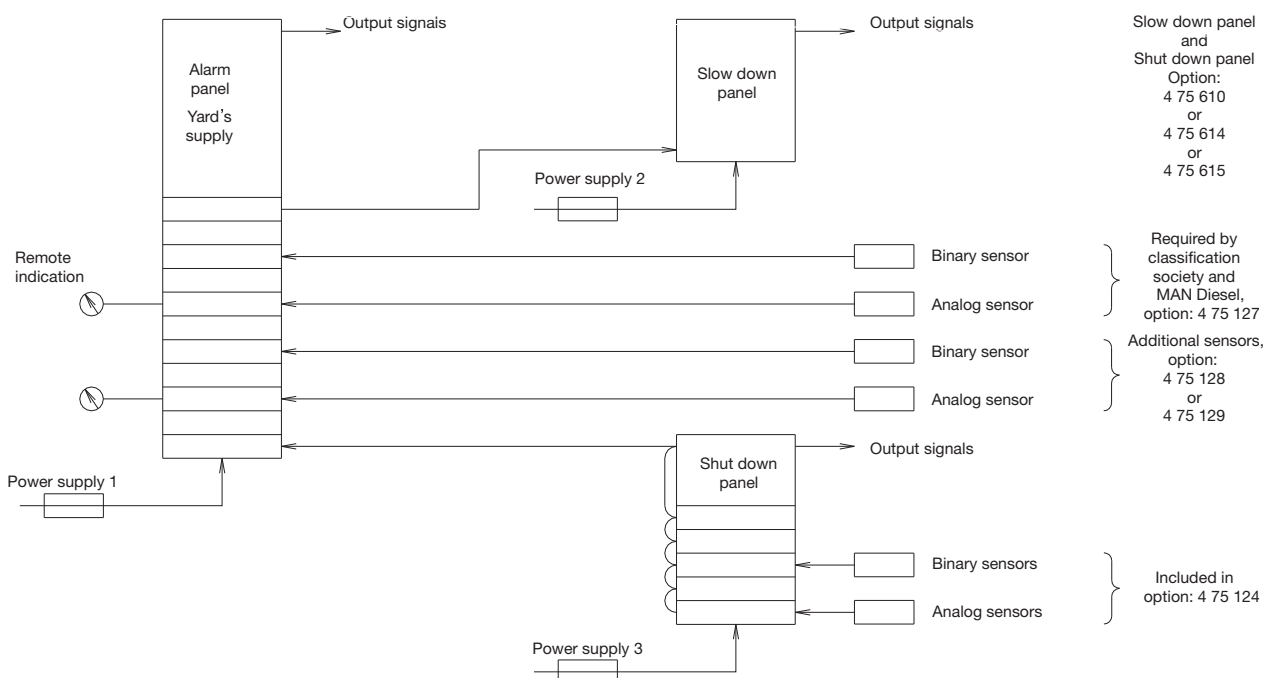 Output signals
Alarm
panel
Yard's
supply
Output signals
Slow down
panel
Slow down panel
and
Shut down panel
Option:
4 75 610
or
4 75 614
or
4 75 615
Power supply 2
Remote
indication
Binary sensor
Analog sensor
Required by
classification
society and
MAN Diesel,
option: 4 75 127
Binary sensor
Analog sensor
Additional sensors,
option:
4 75 128
or
4 75 129
Output signals
Shut down
panel
Power supply 1
Binary sensors
Analog sensors
Included in
option: 4 75 124
Power supply 3